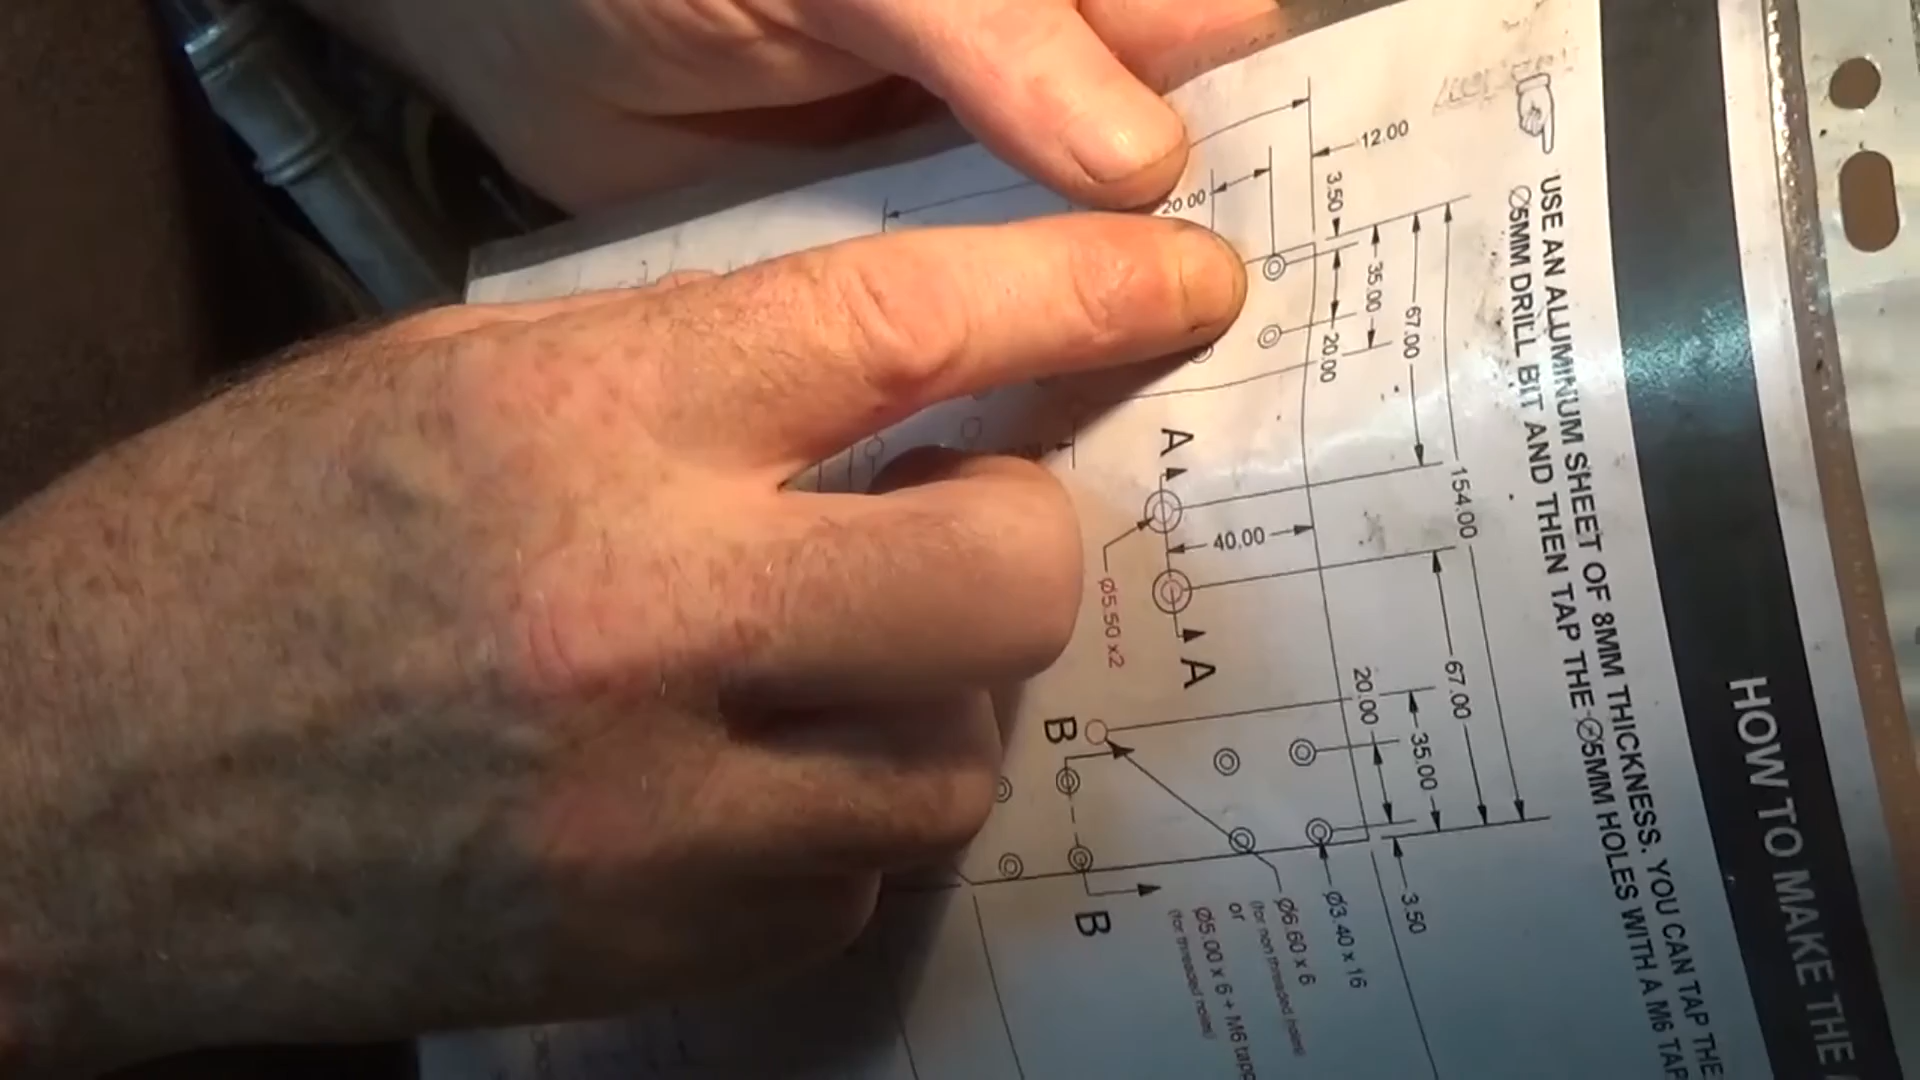 HOW TO MAKE THE
USE AN ALUMINUM SHEET OF 8MM THICKNESS. YOU CAN TAP THE
Ø5MM DRILL BIT AND THEN TAP THE Ø5MM HOLES WITH A M6 TAP
154.00
67.00
67.00
35.00
35.00
12.00
3.50
20.00
20.00
3.50
20.00
40.00
A
A
Ø5.50 x2
B
B
Ø3.40 x 16
Ø6.60 x 6
(for non threaded holes)
or
Ø5.00 x 6 + M6 tapp
(for threaded holes)